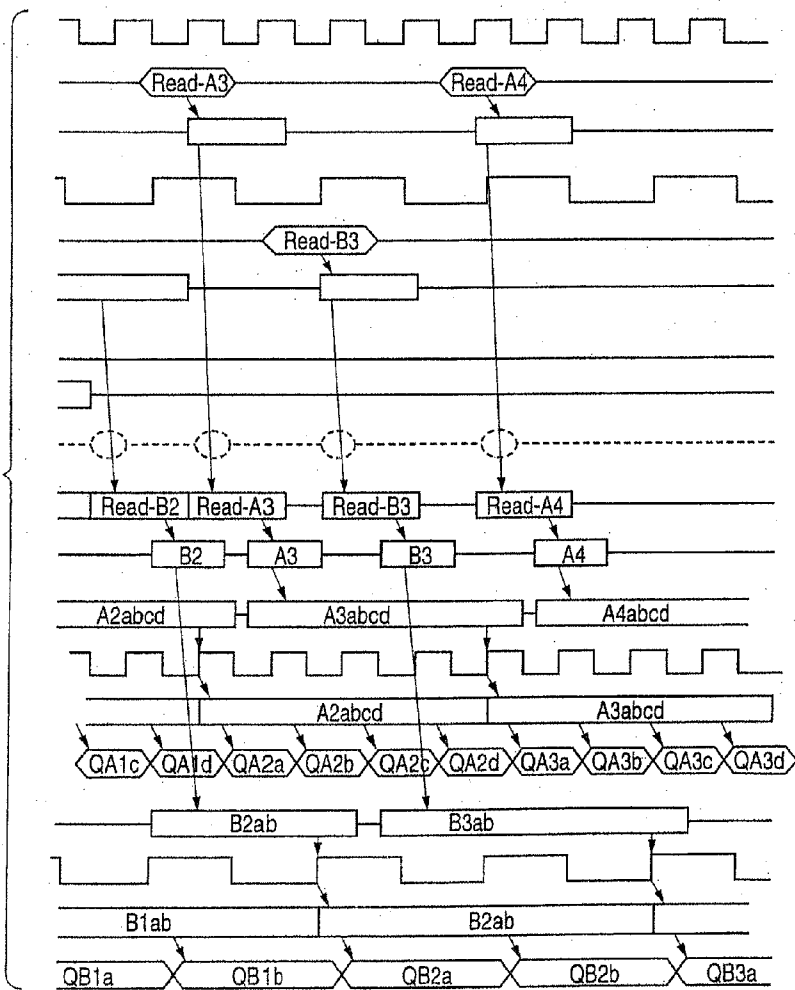 Read-A3 Read-A4
Read-B3
Read-B2 Read-A3 Read-B3 Read-A4
B2 A3 B3 A4
A2abcd A3abcd A4abcd
A2abcd A3abcd
QA1c QA1d QA2a QA2b QA2c QA2d QA3a QA3b QA3c QA3d
B2ab B3ab
B1ab B2ab
QB1a QB1b QB2a QB2b QB3a